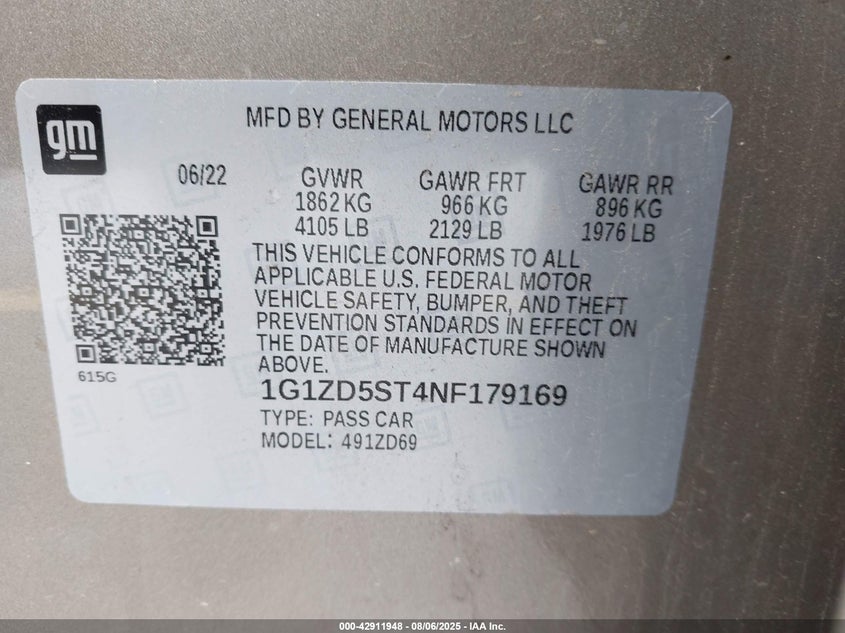 gm
MFD BY GENERAL MOTORS LLC
06/22 GVWR GAWR FRT GAWR RR
1862 KG 966 KG 896 KG
4105 LB 2129 LB 1976 LB
THIS VEHICLE CONFORMS TO ALL
APPLICABLE U.S. FEDERAL MOTOR
VEHICLE SAFETY, BUMPER, AND THEFT
PREVENTION STANDARDS IN EFFECT ON
THE DATE OF MANUFACTURE SHOWN
ABOVE.
615G
1G1ZD5ST4NF179169
TYPE: PASS CAR
MODEL: 491ZD69
000-42911948 - 08/06/2025 - IAA Inc.